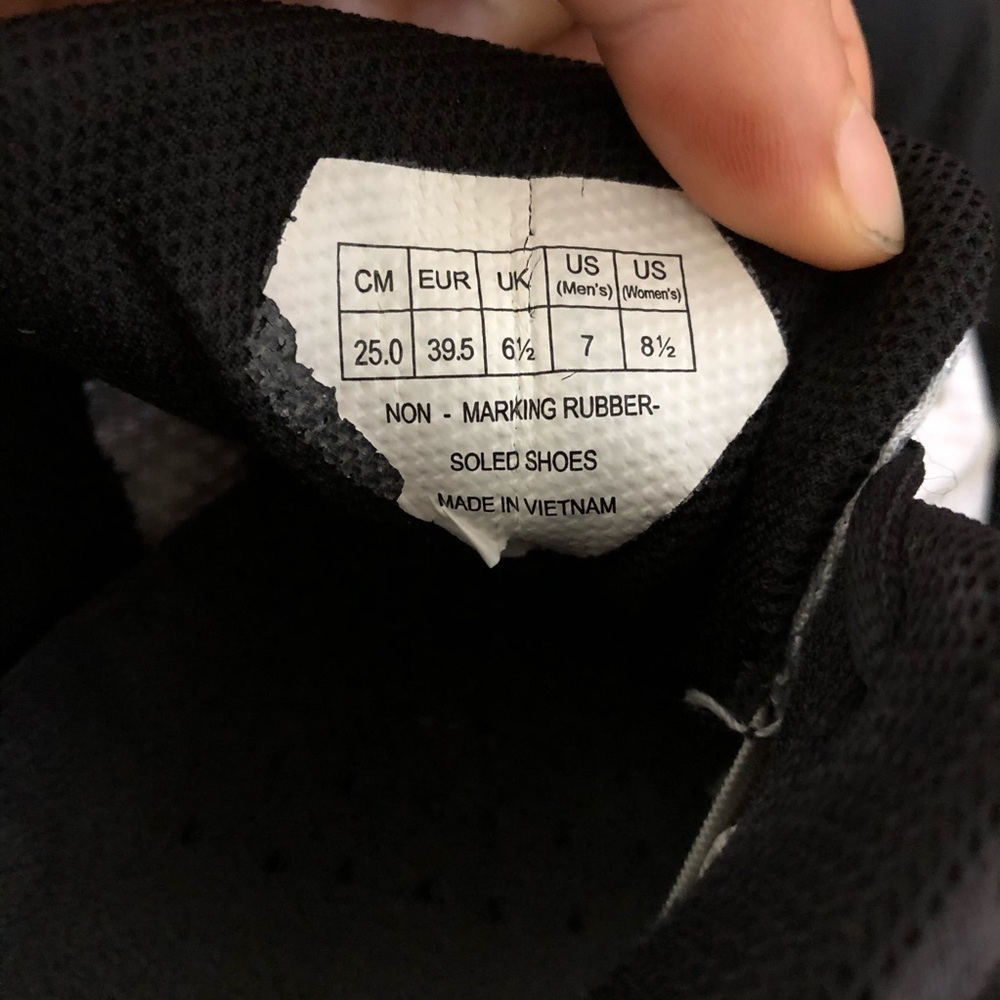 CM EUR UK US (Men's) US (Women's)
25.0 39.5 6½ 7 8½
NON - MARKING RUBBER-
SOLED SHOES
MADE IN VIETNAM